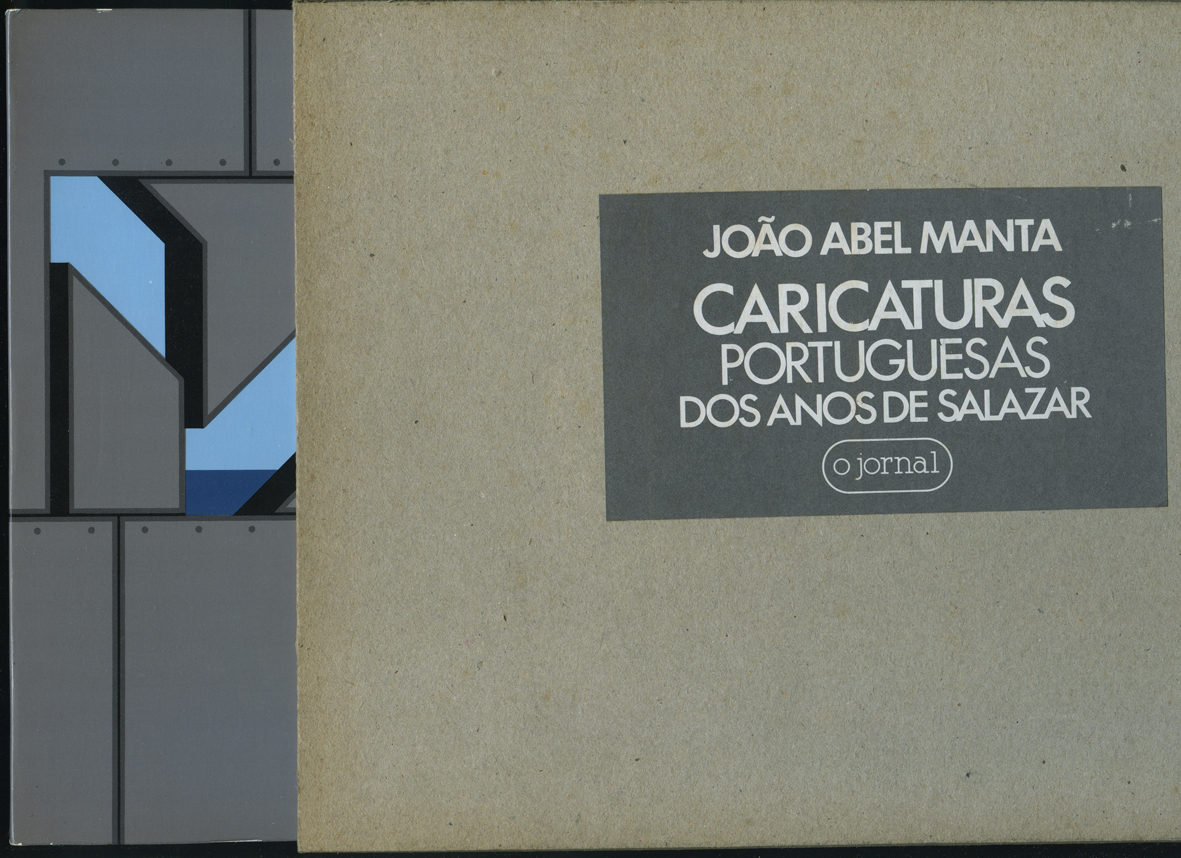 JOÃO ABEL MANTA
CARICATURAS
PORTUGUESAS
DOS ANOS DE SALAZAR
o jornal